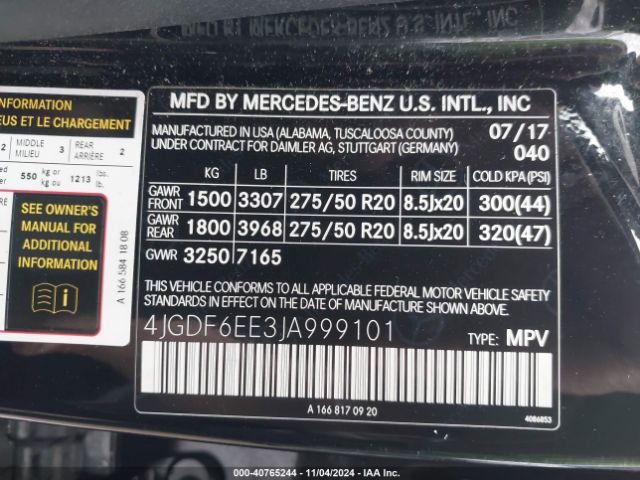 MFD BY MERCEDES-BENZ U.S. INTL., INC
MANUFACTURED IN USA (ALABAMA, TUSCALOOSA COUNTY) 07/17
UNDER CONTRACT FOR DAIMLER AG, STUTTGART (GERMANY) 040
KG LB TIRES RIM SIZE COLD KPA(PSI)
GAWR FRONT 1500 3307 275/50 R20 8.5Jx20 300(44)
GAWR REAR 1800 3968 275/50 R20 8.5Jx20 320(47)
GVWR 3250 7165
THIS VEHICLE CONFORMS TO ALL APPLICABLE FEDERAL MOTOR VEHICLE
SAFETY STANDARDS IN EFFECT ON THE DATE OF MANUFACTURE SHOWN ABOVE.
4JGDF6EE3JA999101 TYPE: MPV
A 166 817 09 20
4086853
INFORMATION
EUS ET LE CHARGEMENT
2 MIDDLE MILIEU 3 REAR ARRIÈRE 2
550 kg or kg ou 1213 lbs. lb.
SEE OWNER'S
MANUAL FOR
ADDITIONAL
INFORMATION
A 166 584 18 08
000-40765244 - 11/04/2024 - IAA Inc.